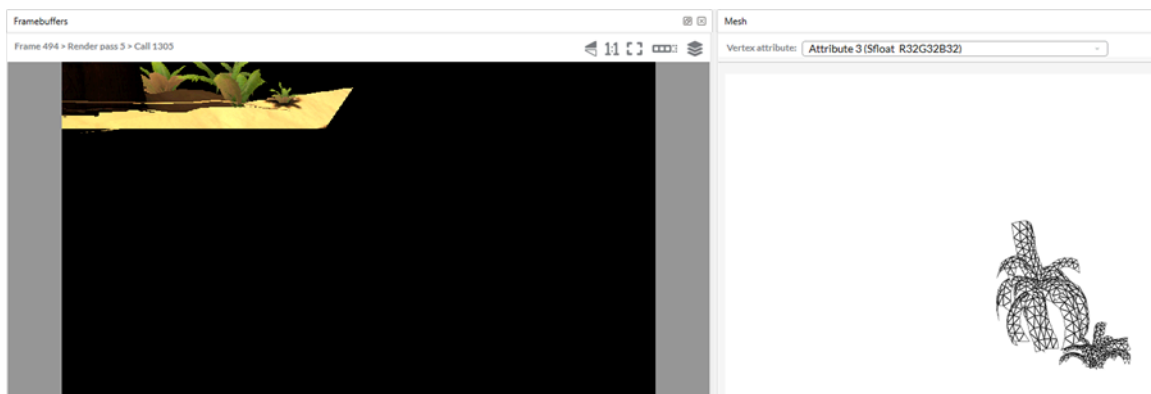 Framebuffers
Frame 494 > Render pass 5 > Call 1305
1:1
Mesh
Vertex attribute: Attribute 3 (Sfloat R32G32B32)